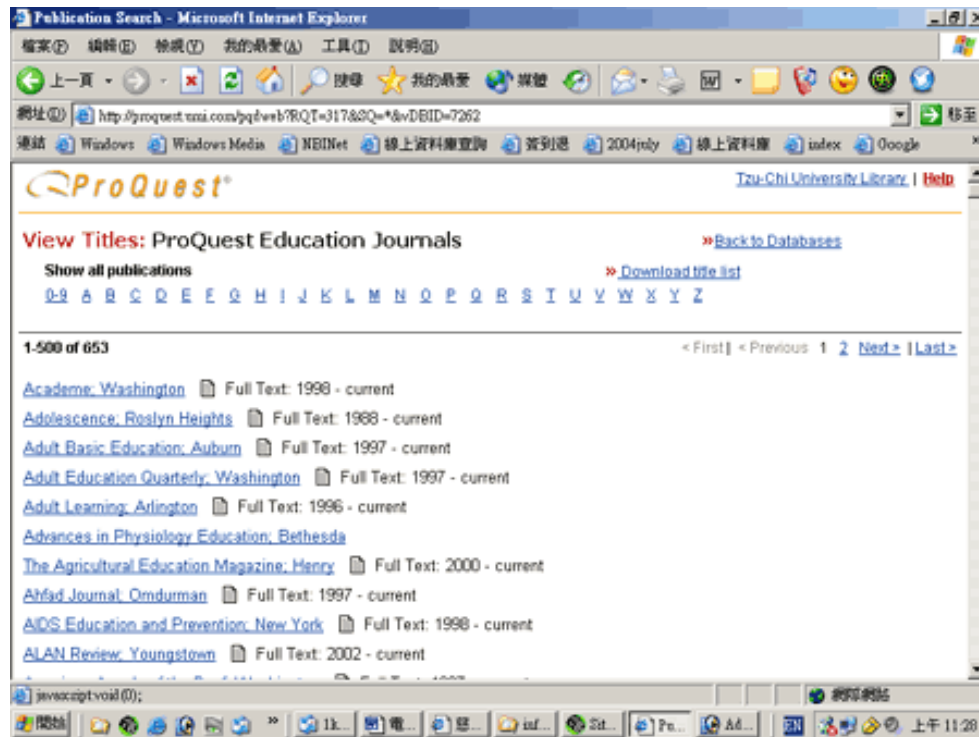 Publication Search - Microsoft Internet Explorer
檔案(F) 編輯(E) 檢視(V) 我的最愛(A) 工具(T) 說明(H)
上一頁 搜尋 我的最愛 媒體
網址(D) http://proquest.umi.com/pqdweb?RQT=317&SQ=*&vDBID=7262 移至
連結 Windows Windows Media NBINet 線上資料庫查詢 簽到退 2004july 線上資料庫 index Google
ProQuest® Tzu-Chi University Library | Help
View Titles: ProQuest Education Journals »Back to Databases
Show all publications » Download title list
0-9 A B C D E F G H I J K L M N O P Q R S T U V W X Y Z
1-500 of 653 < First | < Previous 1 2 Next > | Last >
Academe; Washington Full Text: 1998 - current
Adolescence; Roslyn Heights Full Text: 1988 - current
Adult Basic Education; Auburn Full Text: 1997 - current
Adult Education Quarterly; Washington Full Text: 1997 - current
Adult Learning; Arlington Full Text: 1996 - current
Advances in Physiology Education; Bethesda
The Agricultural Education Magazine; Henry Full Text: 2000 - current
Ahfad Journal; Omdurman Full Text: 1997 - current
AIDS Education and Prevention; New York Full Text: 1998 - current
ALAN Review; Youngstown Full Text: 2002 - current
javascript:void(0); 網際網路
開始 1k... 電... 慈... inf... Sit... Pu... Ad... 上午 11:28